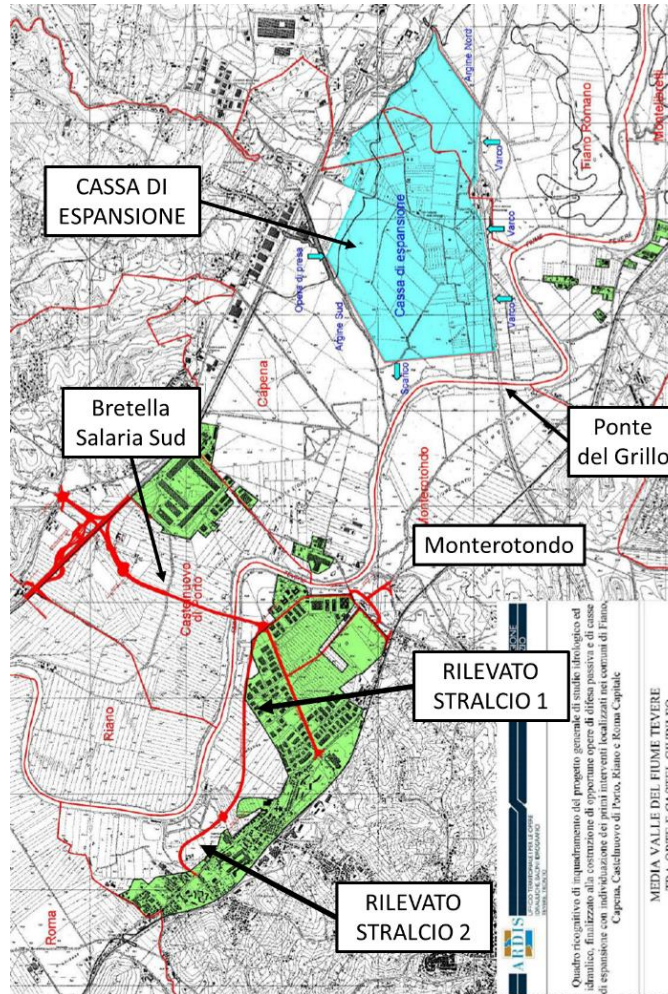 Argine Nord
Fiano Romano
Montelibretti
Varco
CASSA DI
ESPANSIONE
Varco
Cassa di espansione
Opera di presa
Varco
Argine Sud
Scarico
Capena
Bretella
Salaria Sud
Ponte
del Grillo
Monterotondo
Monterotondo
Castelnuovo
di Porto
RILEVATO
STRALCIO 1
Riano
RILEVATO
STRALCIO 2
Roma
ARDIS
Quadro ricognitivo di inquadramento del progetto generale di studio idrologico ed
idraulico, finalizzato alla costruzione di opportune opere di difesa passiva e di casse
di espansione con individuazione dei primi interventi localizzati nei comuni di Fiano,
Capena, Castelnuovo di Porto, Riano e Roma Capitale
MEDIA VALLE DEL FIUME TEVERE